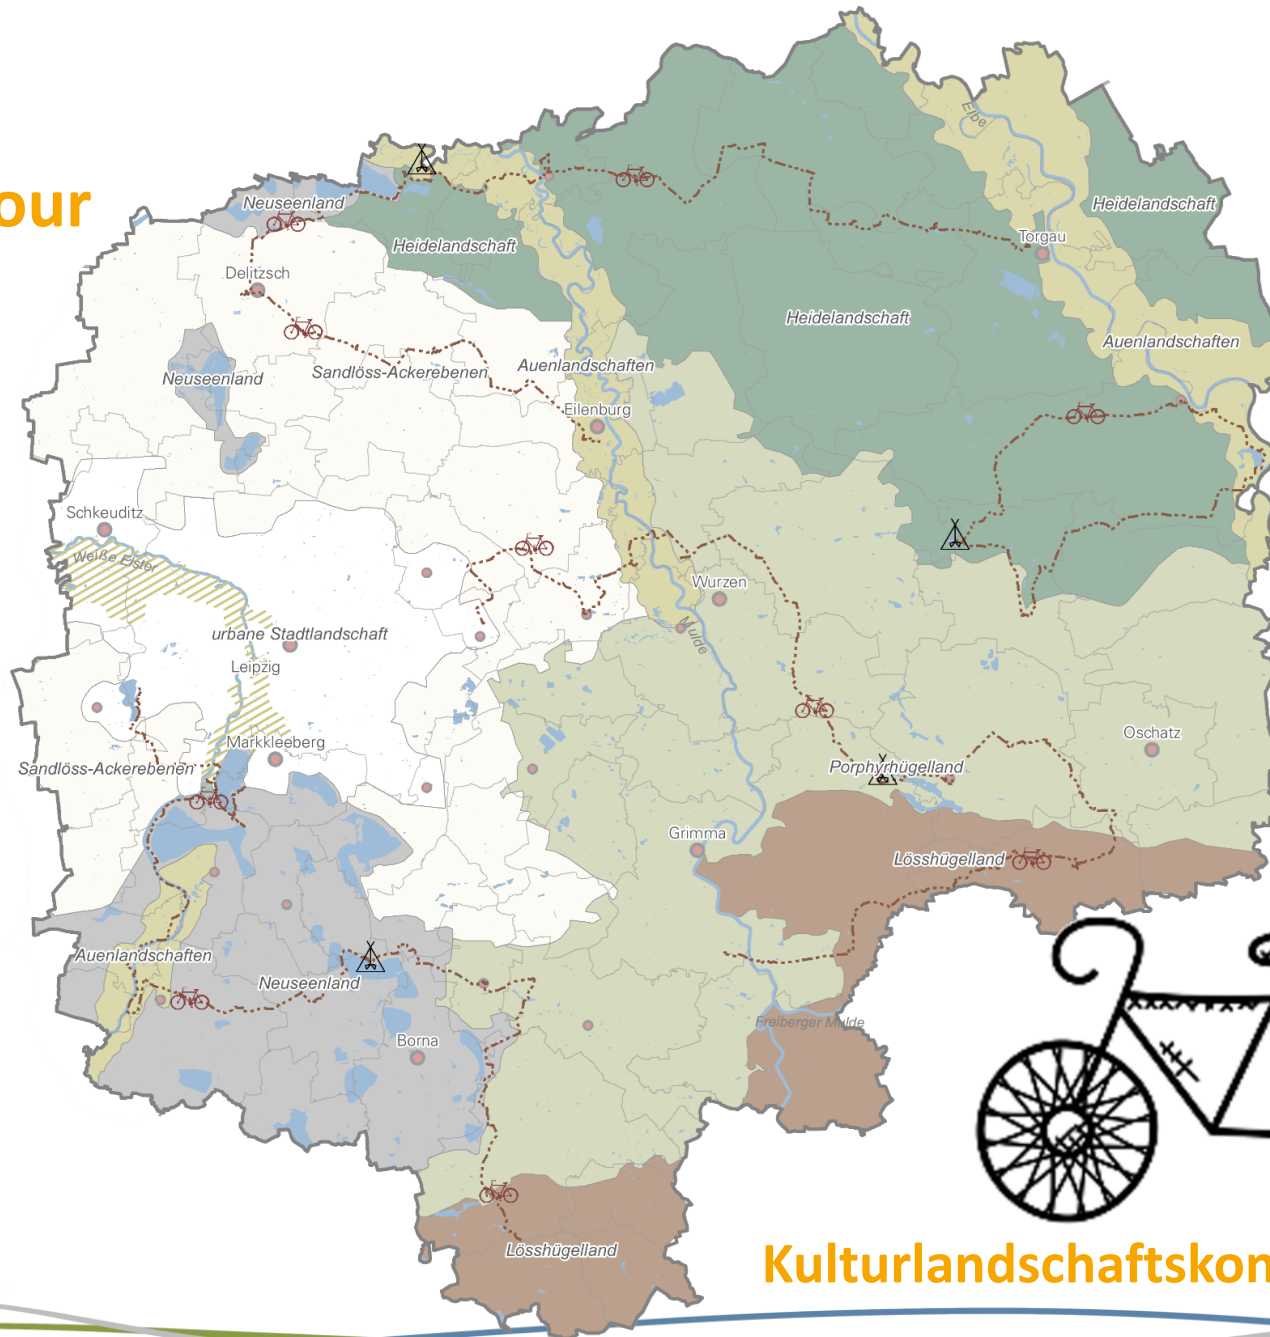 our
Elbe
Neuseenland
Heidelandschaft
Heidelandschaft
Torgau
Delitzsch
Heidelandschaft
Auenlandschaften
Sandlöss-Ackerebenen
Auenlandschaften
Neuseenland
Eilenburg
Schkeuditz
Weiße Elster
Wurzen
urbane Stadtlandschaft
Mulde
Leipzig
Markkleeberg
Oschatz
Sandlöss-Ackerebenen
Porphyrhügelland
Grimma
Lösshügelland
Auenlandschaften
Neuseenland
Freiberger Mulde
Borna
Lösshügelland
Kulturlandschaftskon